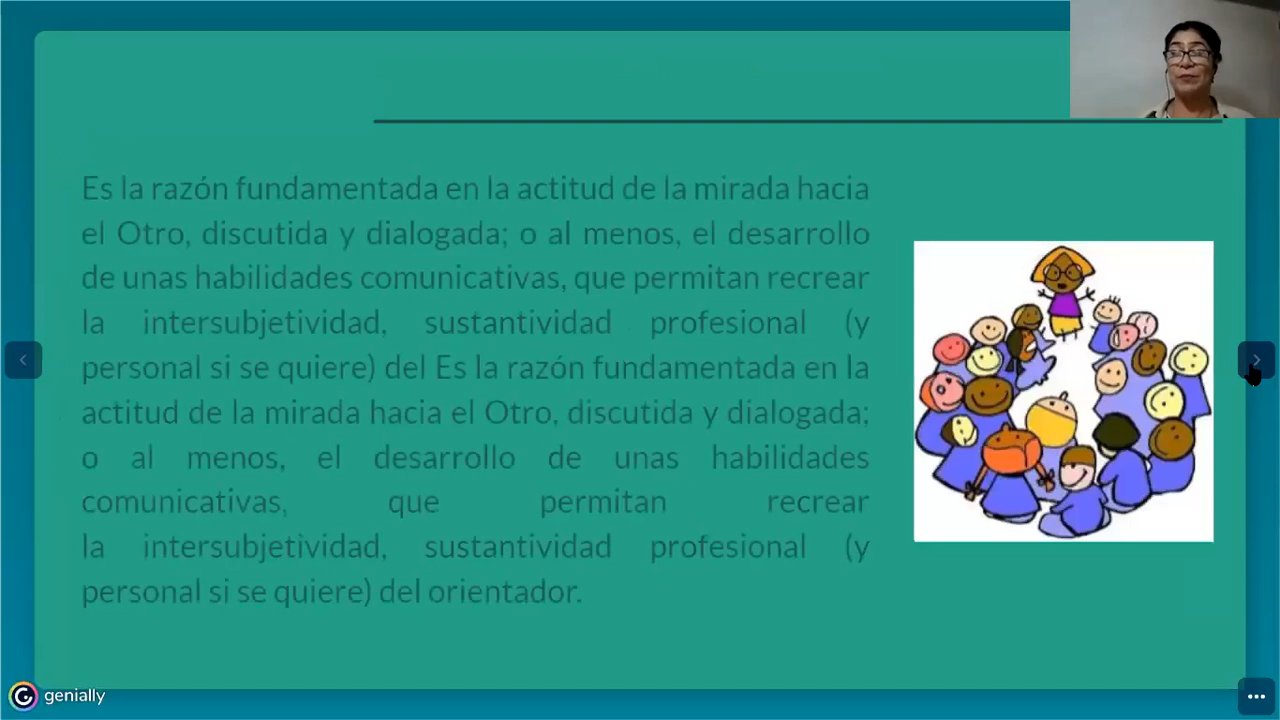 Es la razón fundamentada en la actitud de la mirada hacia
el Otro, discutida y dialogada; o al menos, el desarrollo
de unas habilidades comunicativas, que permitan recrear
la intersubjetividad, sustantividad profesional (y
personal si se quiere) del Es la razón fundamentada en la
actitud de la mirada hacia el Otro, discutida y dialogada;
o al menos, el desarrollo de unas habilidades
comunicativas, que permitan recrear
la intersubjetividad, sustantividad profesional (y
personal si se quiere) del orientador.
genially